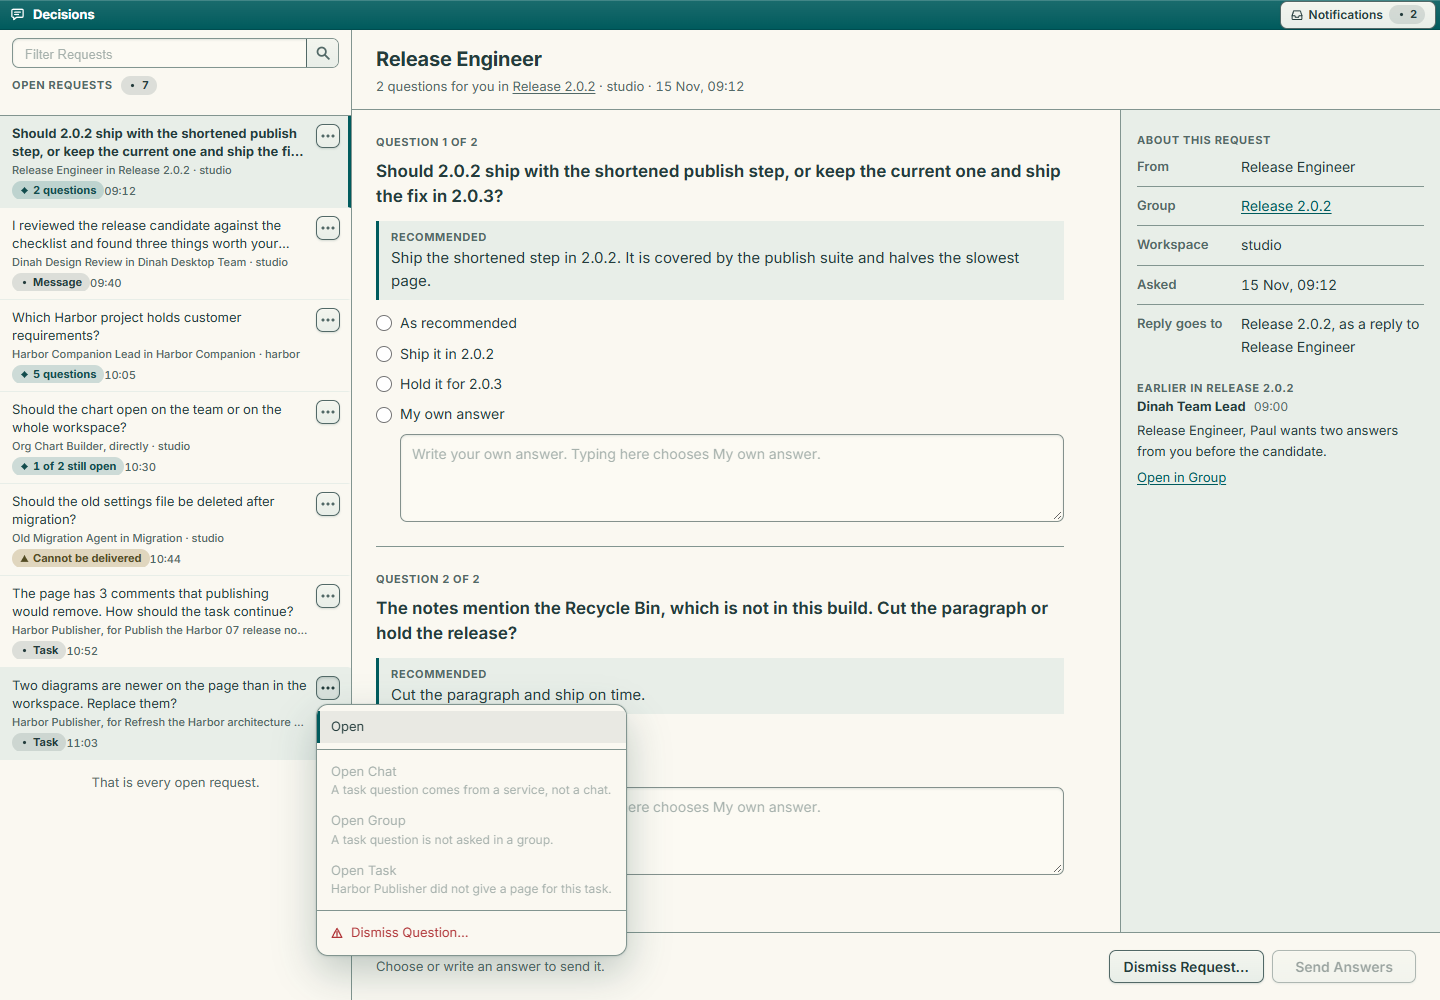 Decisions
Notifications • 2
Filter Requests
OPEN REQUESTS • 7
Should 2.0.2 ship with the shortened publish
step, or keep the current one and ship the fi...
Release Engineer in Release 2.0.2 · studio
2 questions 09:12
I reviewed the release candidate against the
checklist and found three things worth your...
Dinah Design Review in Dinah Desktop Team · studio
• Message 09:40
Which Harbor project holds customer
requirements?
Harbor Companion Lead in Harbor Companion · harbor
5 questions 10:05
Should the chart open on the team or on the
whole workspace?
Org Chart Builder, directly · studio
1 of 2 still open 10:30
Should the old settings file be deleted after
migration?
Old Migration Agent in Migration · studio
Cannot be delivered 10:44
The page has 3 comments that publishing
would remove. How should the task continue?
Harbor Publisher, for Publish the Harbor 07 release no...
• Task 10:52
Two diagrams are newer on the page than in the
workspace. Replace them?
Harbor Publisher, for Refresh the Harbor architecture ...
• Task 11:03
That is every open request.
Release Engineer
2 questions for you in Release 2.0.2 · studio · 15 Nov, 09:12
QUESTION 1 OF 2
Should 2.0.2 ship with the shortened publish step, or keep the current one and ship
the fix in 2.0.3?
RECOMMENDED
Ship the shortened step in 2.0.2. It is covered by the publish suite and halves the slowest
page.
As recommended
Ship it in 2.0.2
Hold it for 2.0.3
My own answer
Write your own answer. Typing here chooses My own answer.
QUESTION 2 OF 2
The notes mention the Recycle Bin, which is not in this build. Cut the paragraph or
hold the release?
RECOMMENDED
Cut the paragraph and ship on time.
ere chooses My own answer.
Open
Open Chat
A task question comes from a service, not a chat.
Open Group
A task question is not asked in a group.
Open Task
Harbor Publisher did not give a page for this task.
Dismiss Question...
Choose or write an answer to send it.
Dismiss Request...
Send Answers
ABOUT THIS REQUEST
From Release Engineer
Group Release 2.0.2
Workspace studio
Asked 15 Nov, 09:12
Reply goes to Release 2.0.2, as a reply to
Release Engineer
EARLIER IN RELEASE 2.0.2
Dinah Team Lead 09:00
Release Engineer, Paul wants two answers
from you before the candidate.
Open in Group